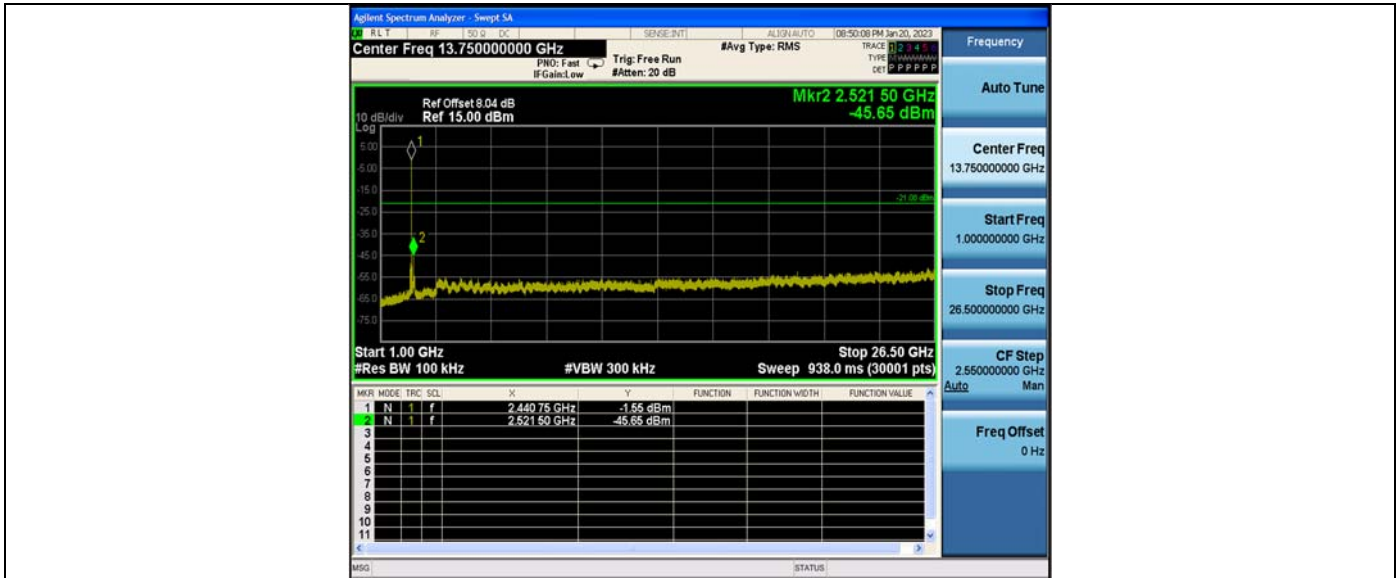 Agilent Spectrum Analyzer - Swept SA
RLT RF 50 Ω DC SENSE:INT ALIGN AUTO 08:50:08 PM Jan 20, 2023
Center Freq 13.750000000 GHz #Avg Type: RMS TRACE 1 2 3 4 5 6
PNO: Fast Trig: Free Run TYPE
IFGain:Low #Atten: 20 dB DET P P P P P P
Mkr2 2.521 50 GHz
Ref Offset 8.04 dB
10 dB/div Ref 15.00 dBm -45.65 dBm
Log
1
5.00
-5.00
-15.0
-21.00 dBm
-25.0
-35.0
2
-45.0
-55.0
-65.0
-75.0
Start 1.00 GHz Stop 26.50 GHz
#Res BW 100 kHz #VBW 300 kHz Sweep 938.0 ms (30001 pts)
MKR MODE TRC SCL X Y FUNCTION FUNCTION WIDTH FUNCTION VALUE
1 N 1 f 2.440 75 GHz -1.55 dBm
2 N 1 f 2.521 50 GHz -45.65 dBm
3
4
5
6
7
8
9
10
11
MSG STATUS
Frequency
Auto Tune
Center Freq
13.750000000 GHz
Start Freq
1.000000000 GHz
Stop Freq
26.500000000 GHz
CF Step
2.550000000 GHz
Auto Man
Freq Offset
0 Hz